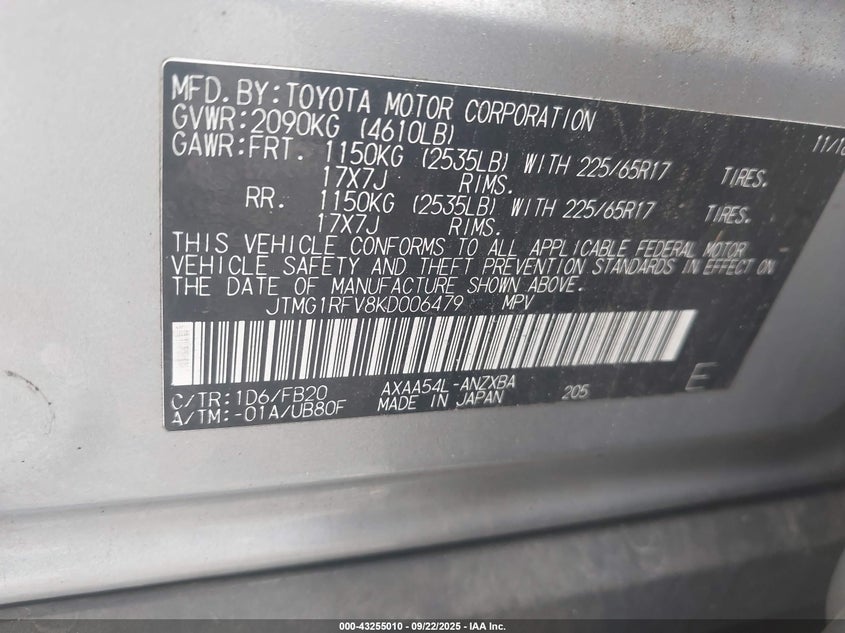 MFD.BY:TOYOTA MOTOR CORPORATION 11/18
GVWR:2090KG (4610LB)
GAWR:FRT. 1150KG (2535LB) WITH 225/65R17 TIRES.
17X7J RIMS.
RR. 1150KG (2535LB) WITH 225/65R17 TIRES.
17X7J RIMS.
THIS VEHICLE CONFORMS TO ALL APPLICABLE FEDERAL MOTOR
VEHICLE SAFETY AND THEFT PREVENTION STANDARDS IN EFFECT ON
THE DATE OF MANUFACTURE SHOWN ABOVE.
JTMG1RFV8KD006479 MPV
C/TR:1D6/FB20 AXAA54L-ANZXBA 205 E
A/TM:-01A/UB80F MADE IN JAPAN
000-43255010 - 09/22/2025 - IAA Inc.